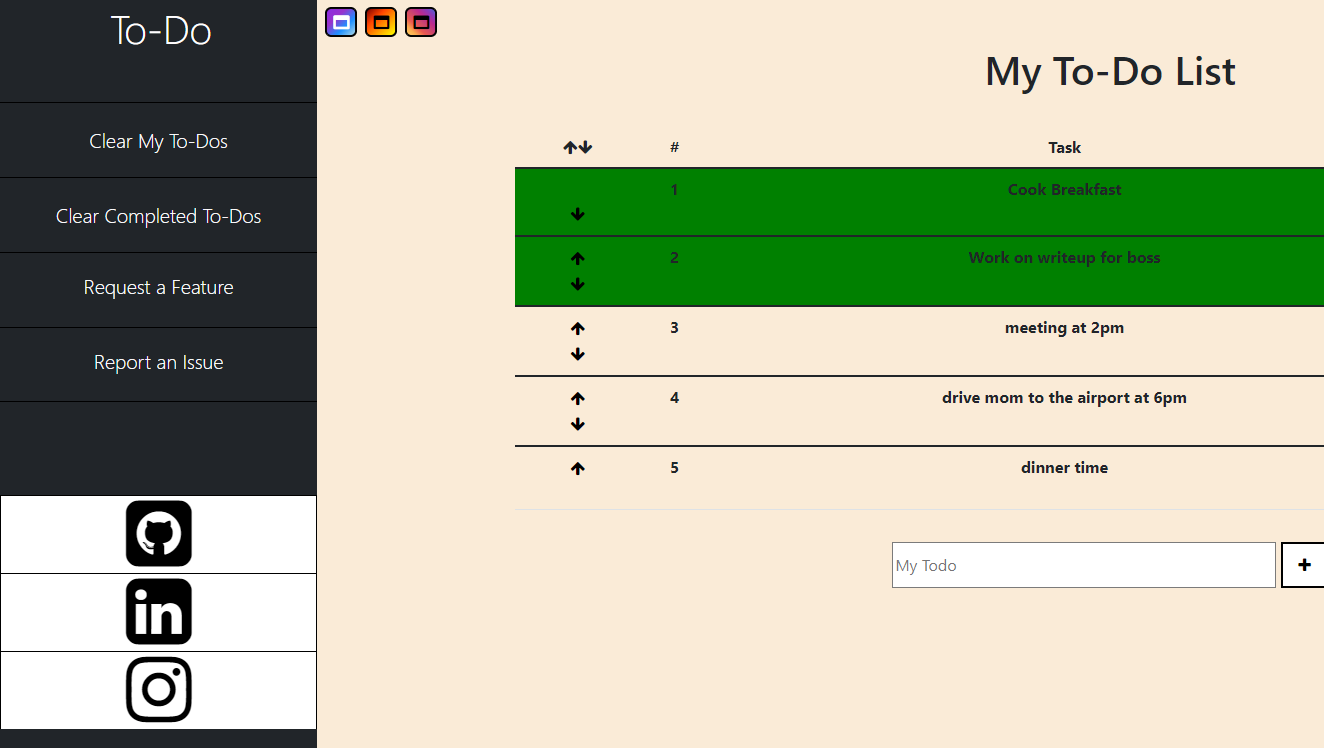 To-Do
Clear My To-Dos
Clear Completed To-Dos
Request a Feature
Report an Issue
in
My To-Do List
# Task
1 Cook Breakfast
2 Work on writeup for boss
3 meeting at 2pm
4 drive mom to the airport at 6pm
5 dinner time
My Todo